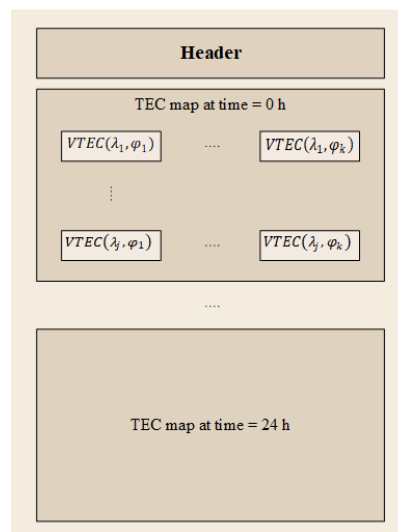 Header
TEC map at time = 0 h
VTEC(λ₁,φ₁) .... VTEC(λ₁,φₖ)
⋮
VTEC(λⱼ,φ₁) .... VTEC(λⱼ,φₖ)
....
TEC map at time = 24 h